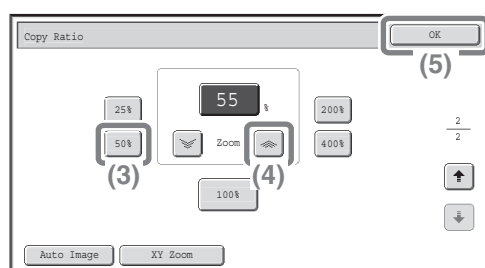 Copy Ratio
OK
(5)
55 %
25%
200%
50%
Zoom
400%
(3)
(4)
100%
2
2
Auto Image
XY Zoom